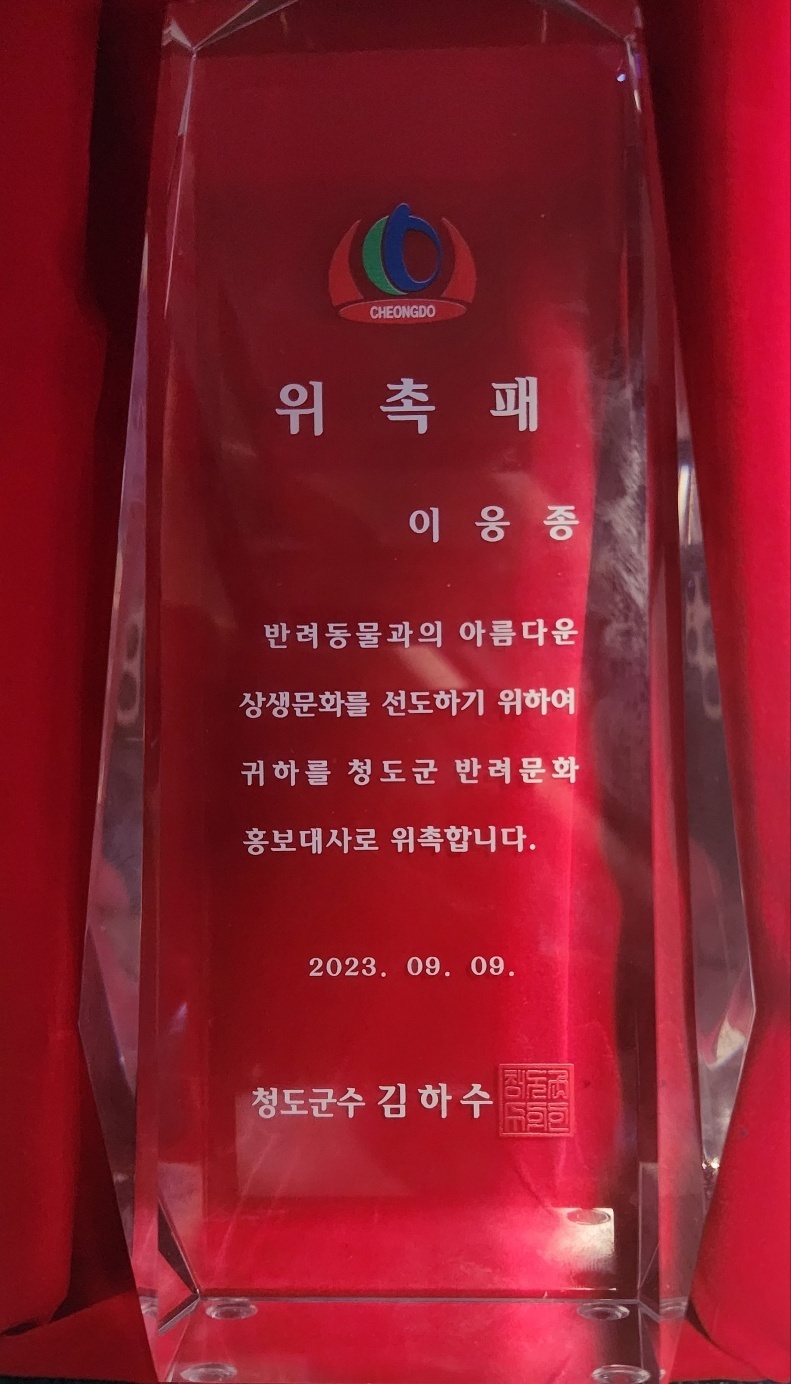 CHEONGDO
위 촉 패
이 웅 종
반려동물과의 아름다운
상생문화를 선도하기 위하여
귀하를 청도군 반려문화
홍보대사로 위촉합니다.
2023. 09. 09.
청도군수 김하수